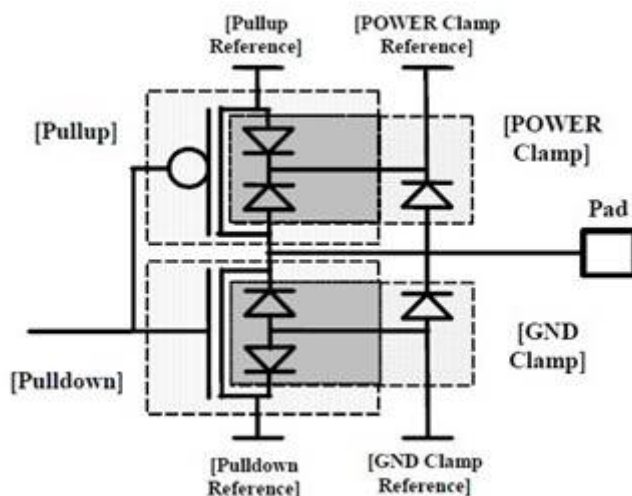 [Pullup
Reference]
[POWER Clamp
Reference]
[Pullup]
[POWER
Clamp]
Pad
[GND
Clamp]
[Pulldown]
[Pulldown
Reference]
[GND Clamp
Reference]